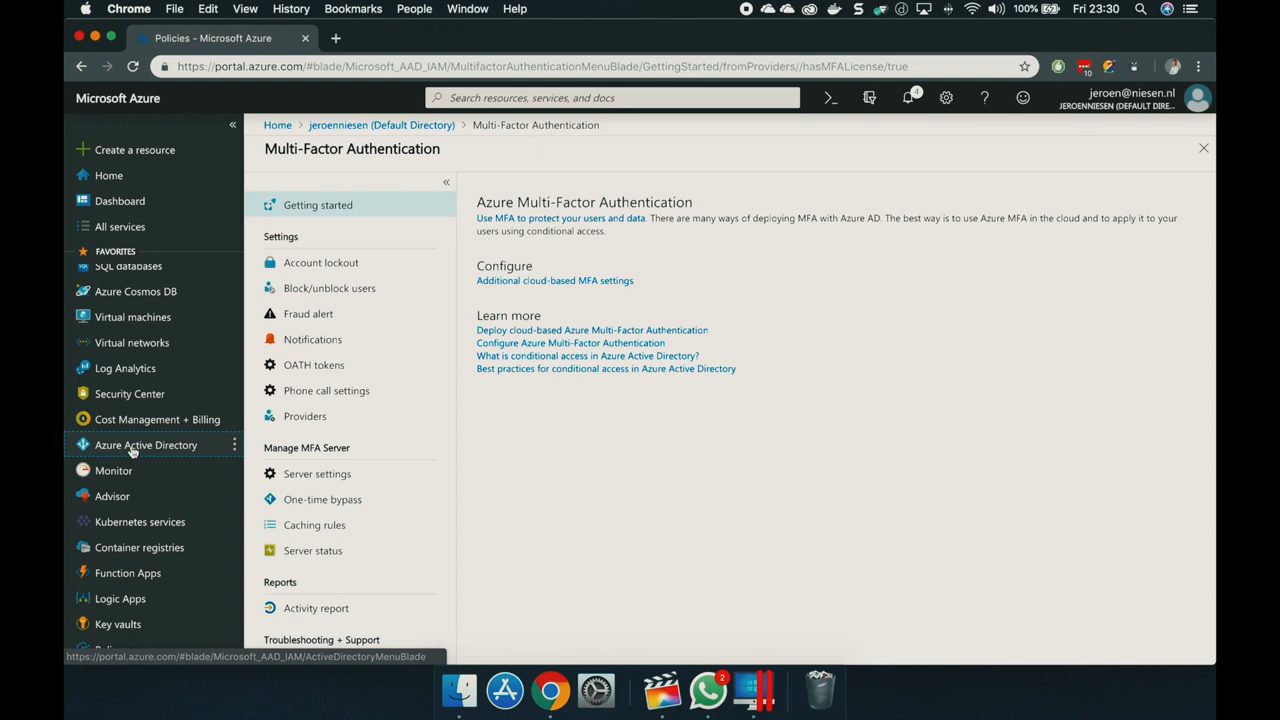 Chrome File Edit View History Bookmarks People Window Help 100% Fri 23:30
Policies - Microsoft Azure
https://portal.azure.com/#blade/Microsoft_AAD_IAM/MultifactorAuthenticationMenuBlade/GettingStarted/fromProviders//hasMFALicense/true
10
Microsoft Azure
Search resources, services, and docs
4
jeroen@niesen.nl
JEROENNIESEN (DEFAULT DIRE...
Create a resource
Home
Dashboard
All services
FAVORITES
SQL databases
Azure Cosmos DB
Virtual machines
Virtual networks
Log Analytics
Security Center
Cost Management + Billing
Azure Active Directory
Monitor
Advisor
Kubernetes services
Container registries
Function Apps
Logic Apps
Key vaults
https://portal.azure.com/#blade/Microsoft_AAD_IAM/ActiveDirectoryMenuBlade
Home > jeroenniesen (Default Directory) > Multi-Factor Authentication
Multi-Factor Authentication
Getting started
Settings
Account lockout
Block/unblock users
Fraud alert
Notifications
OATH tokens
Phone call settings
Providers
Manage MFA Server
Server settings
One-time bypass
Caching rules
Server status
Reports
Activity report
Troubleshooting + Support
Azure Multi-Factor Authentication
Use MFA to protect your users and data. There are many ways of deploying MFA with Azure AD. The best way is to use Azure MFA in the cloud and to apply it to your
users using conditional access.
Configure
Additional cloud-based MFA settings
Learn more
Deploy cloud-based Azure Multi-Factor Authentication
Configure Azure Multi-Factor Authentication
What is conditional access in Azure Active Directory?
Best practices for conditional access in Azure Active Directory
2